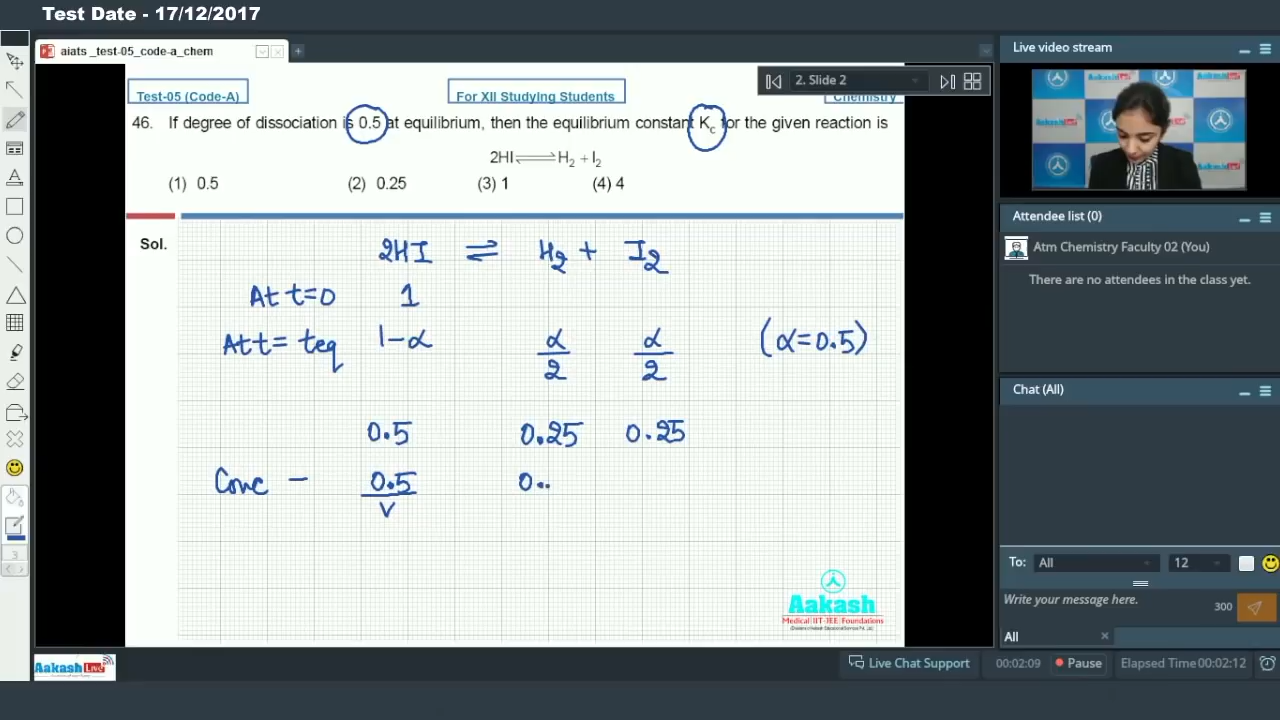 Test Date - 17/12/2017
aiats _test-05_code-a_chem
Live video stream
2. Slide 2
Test-05 (Code-A)
For XII Studying Students
Chemistry
46. If degree of dissociation is 0.5 at equilibrium, then the equilibrium constant Kc for the given reaction is
2HI ⇌ H2 + I2
(1) 0.5 (2) 0.25 (3) 1 (4) 4
Sol.
2HI ⇌ H2 + I2
At t=0 1
At t= teq 1-α α/2 α/2 (α=0.5)
0.5 0.25 0.25
Conc - 0.5/V 0..
Aakash
Medical|IIT-JEE|Foundations
Aakash Live
Attendee list (0)
Atm Chemistry Faculty 02 (You)
There are no attendees in the class yet.
Chat (All)
To: All 12
Write your message here. 300
All
3
Live Chat Support 00:02:09 Pause Elapsed Time 00:02:12